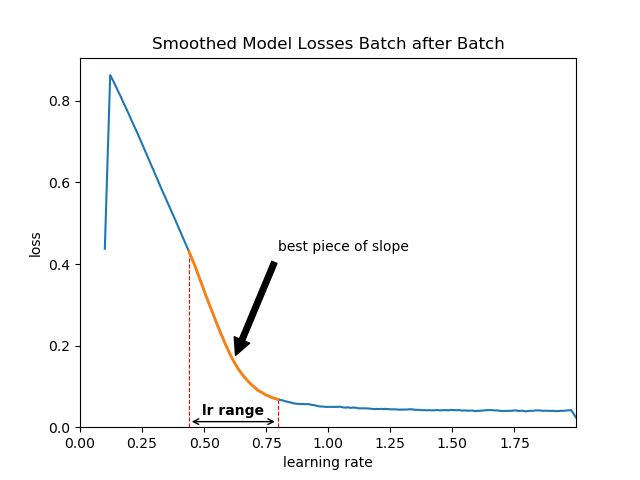 Smoothed Model Losses Batch after Batch
0.8
0.6
0.4
0.2
0.0
loss
best piece of slope
lr range
0.00 0.25 0.50 0.75 1.00 1.25 1.50 1.75
learning rate